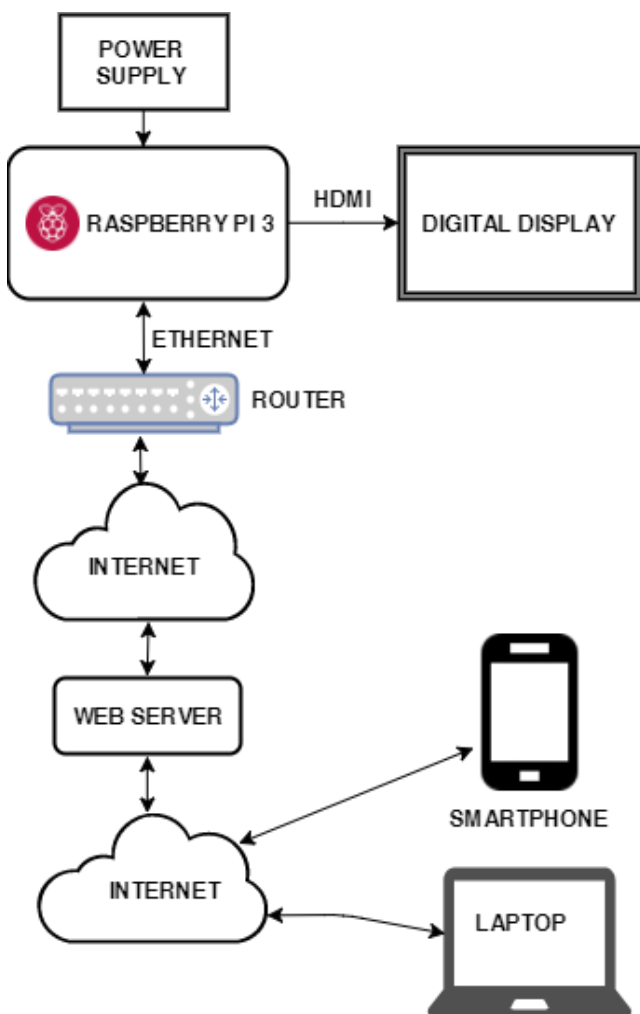 POWER
SUPPLY
RASPBERRY PI 3
HDMI
DIGITAL DISPLAY
ETHERNET
ROUTER
INTERNET
WEB SERVER
SMARTPHONE
INTERNET
LAPTOP